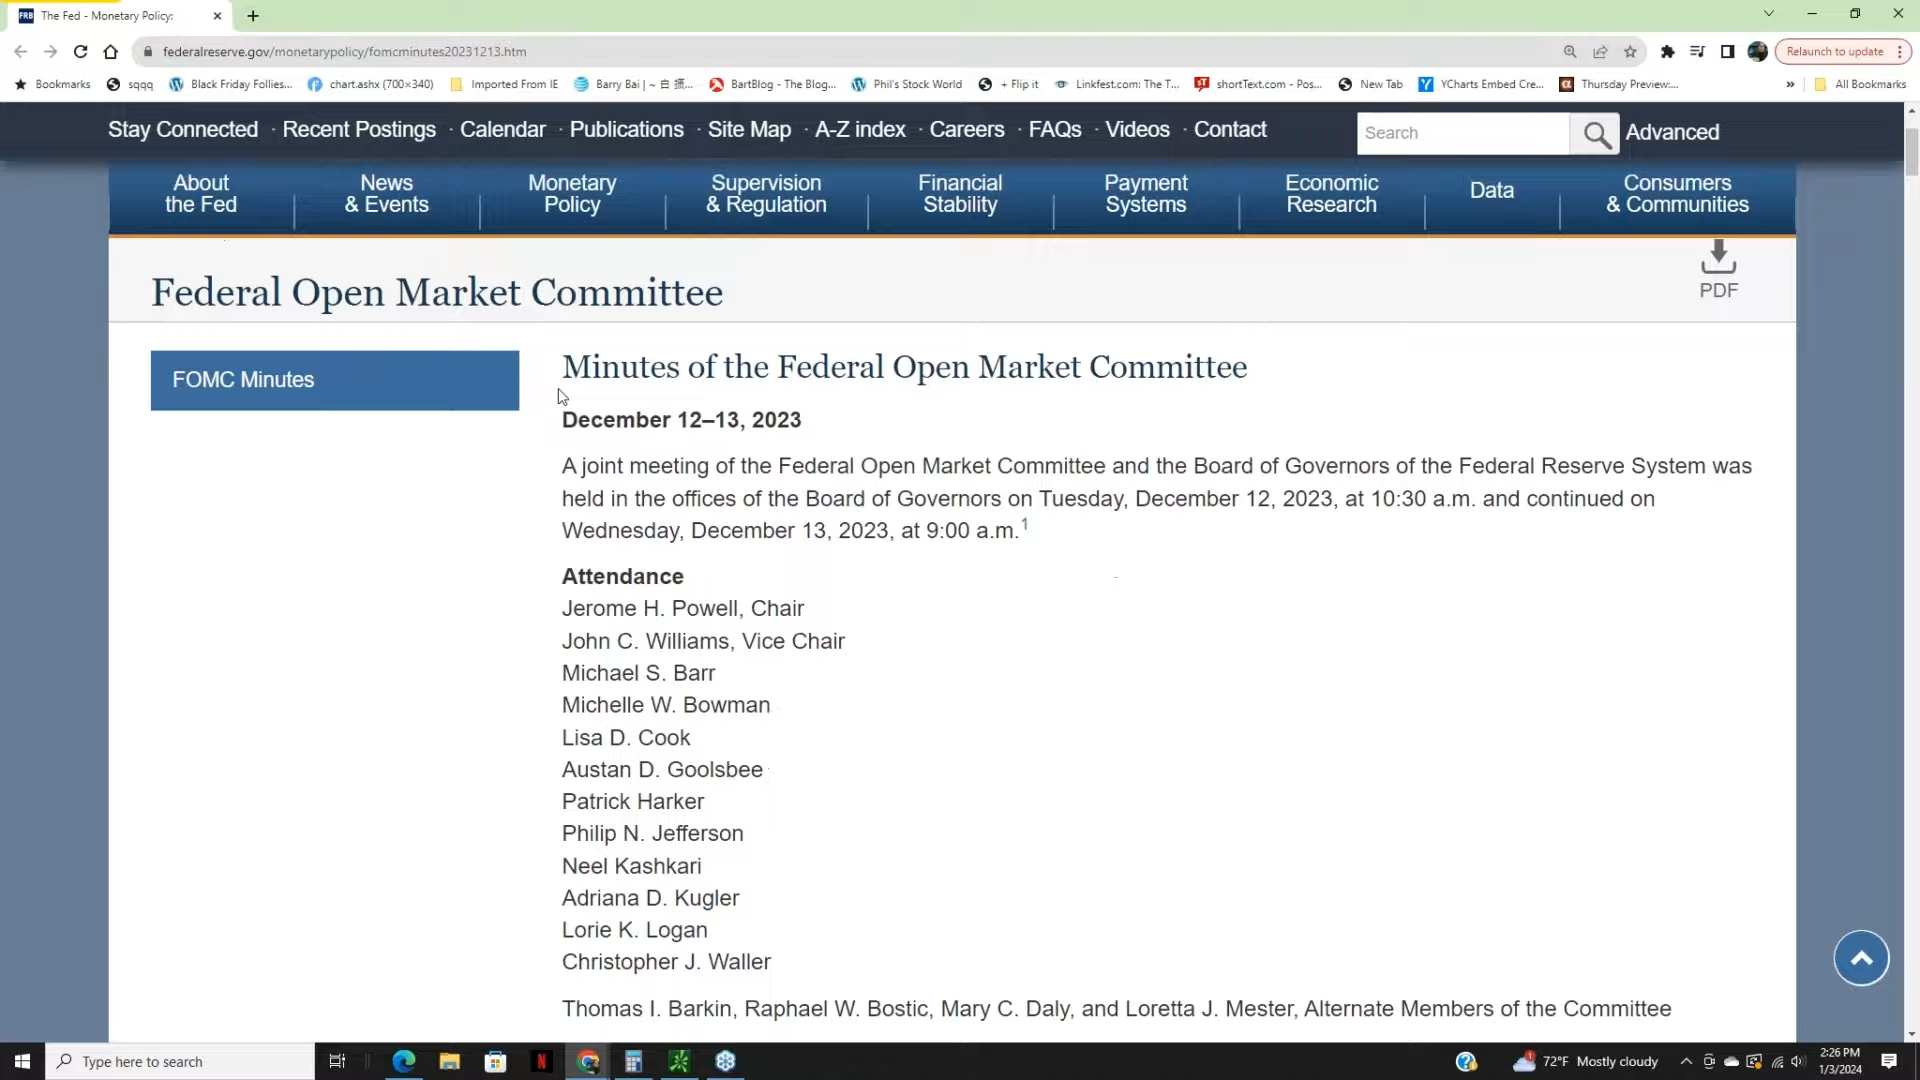 The Fed - Monetary Policy:
federalreserve.gov/monetarypolicy/fomcminutes20231213.htm
Relaunch to update
Bookmarks
sqqq
Black Friday Follies...
chart.ashx (700×340)
Imported From IE
Barry Bai | ~ 白 振...
BartBlog - The Blog...
Phil's Stock World
+ Flip it
Linkfest.com: The T...
shortText.com - Pos...
New Tab
YCharts Embed Cre...
Thursday Preview:...
»
All Bookmarks
Stay Connected · Recent Postings · Calendar · Publications · Site Map · A-Z index · Careers · FAQs · Videos · Contact
Search
Advanced
About
the Fed
News
& Events
Monetary
Policy
Supervision
& Regulation
Financial
Stability
Payment
Systems
Economic
Research
Data
Consumers
& Communities
Federal Open Market Committee
PDF
FOMC Minutes
Minutes of the Federal Open Market Committee
December 12–13, 2023
A joint meeting of the Federal Open Market Committee and the Board of Governors of the Federal Reserve System was
held in the offices of the Board of Governors on Tuesday, December 12, 2023, at 10:30 a.m. and continued on
Wednesday, December 13, 2023, at 9:00 a.m.1
Attendance
Jerome H. Powell, Chair
John C. Williams, Vice Chair
Michael S. Barr
Michelle W. Bowman
Lisa D. Cook
Austan D. Goolsbee
Patrick Harker
Philip N. Jefferson
Neel Kashkari
Adriana D. Kugler
Lorie K. Logan
Christopher J. Waller
Thomas I. Barkin, Raphael W. Bostic, Mary C. Daly, and Loretta J. Mester, Alternate Members of the Committee
Type here to search
72°F Mostly cloudy
2:26 PM
1/3/2024